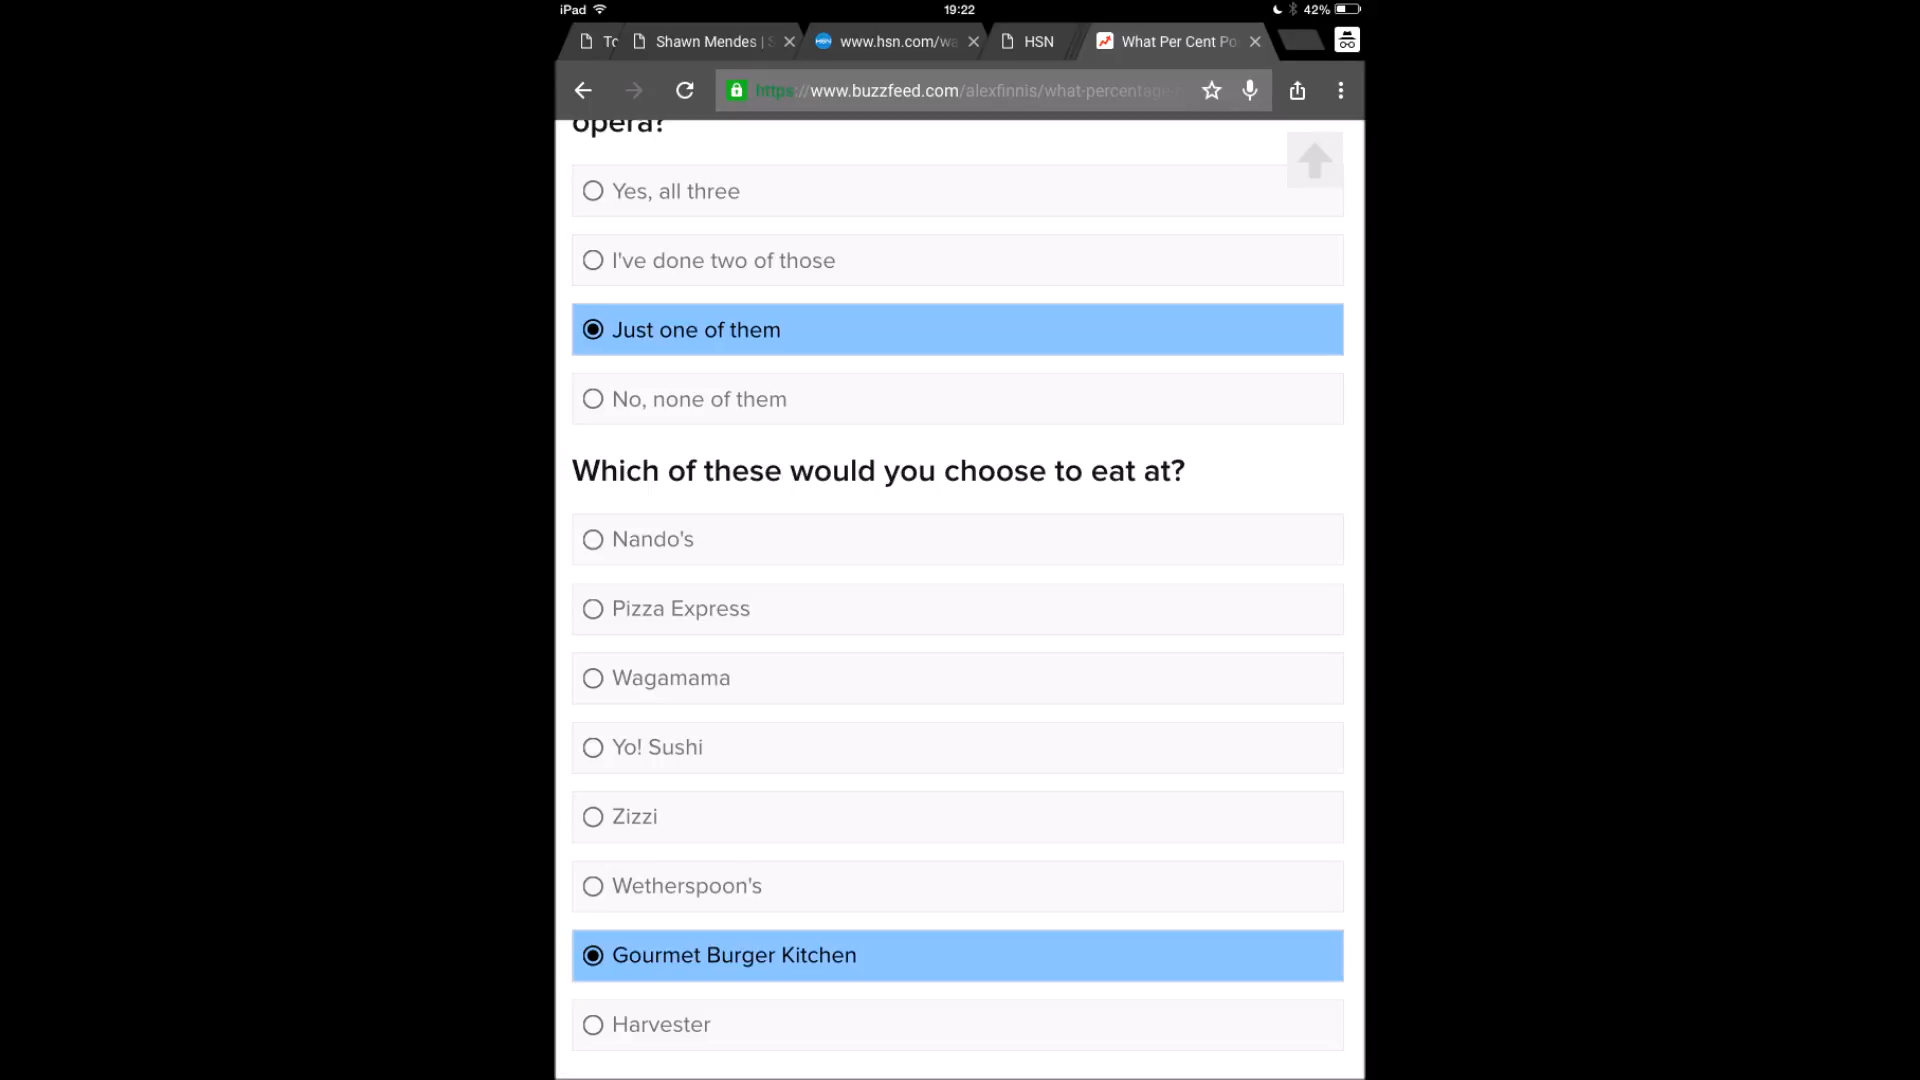 iPad 19:22 42%
Shawn Mendes | www.hsn.com/wa HSN What Per Cent Po
https://www.buzzfeed.com/alexfinnis/what-percentage-
opera?
Yes, all three
I've done two of those
Just one of them
No, none of them
Which of these would you choose to eat at?
Nando's
Pizza Express
Wagamama
Yo! Sushi
Zizzi
Wetherspoon's
Gourmet Burger Kitchen
Harvester